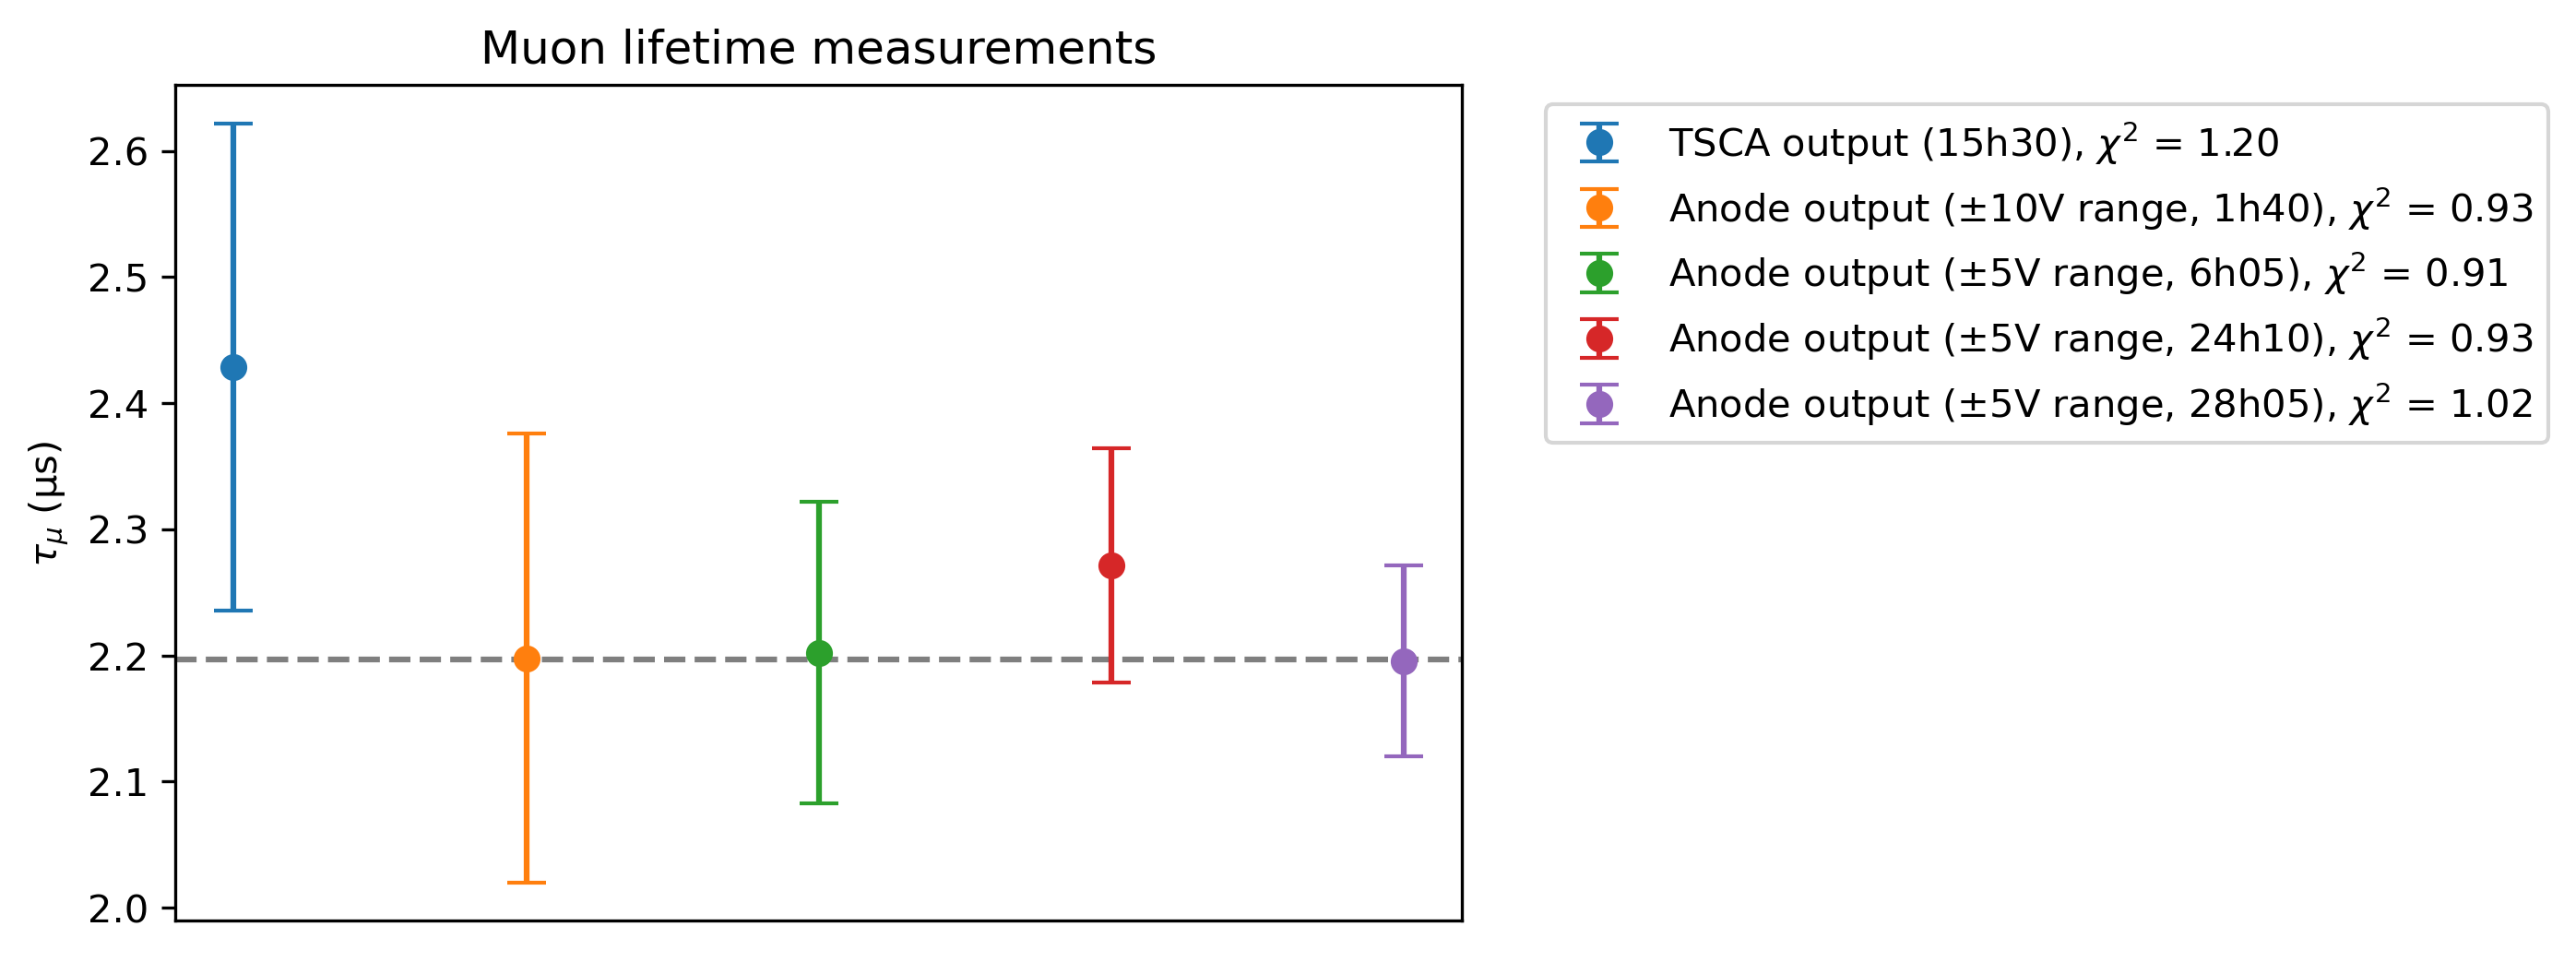 Muon lifetime measurements
τμ (μs)
2.6
2.5
2.4
2.3
2.2
2.1
2.0
TSCA output (15h30), χ² = 1.20
Anode output (±10V range, 1h40), χ² = 0.93
Anode output (±5V range, 6h05), χ² = 0.91
Anode output (±5V range, 24h10), χ² = 0.93
Anode output (±5V range, 28h05), χ² = 1.02